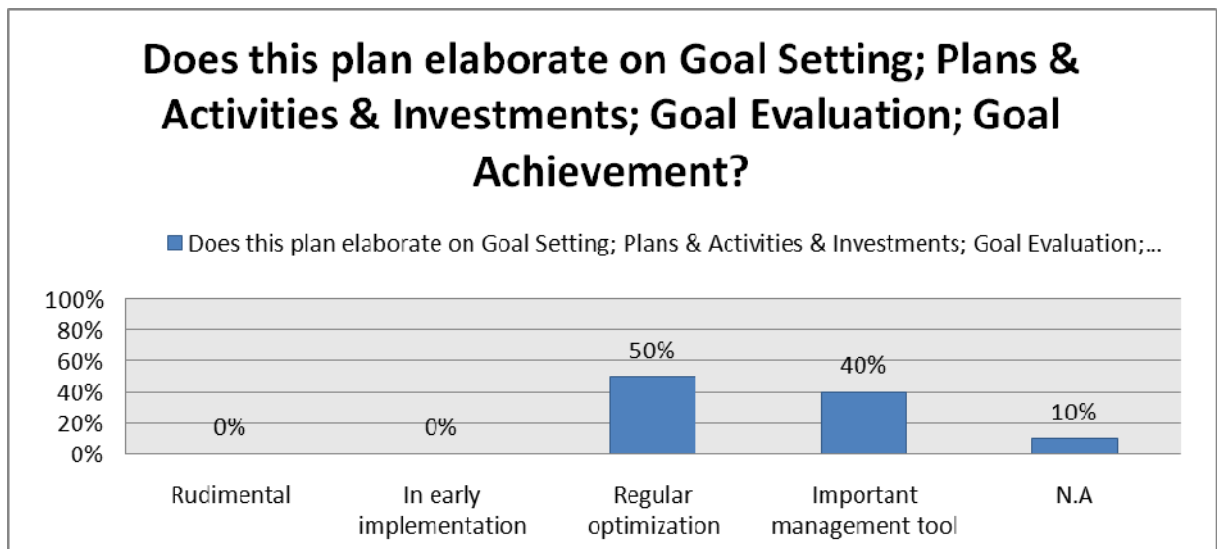 Does this plan elaborate on Goal Setting; Plans &
Activities & Investments; Goal Evaluation; Goal
Achievement?
Does this plan elaborate on Goal Setting; Plans & Activities & Investments; Goal Evaluation;...
100%
80%
60%
40%
20%
0%
0%
0%
50%
40%
10%
Rudimental
In early
implementation
Regular
optimization
Important
management tool
N.A